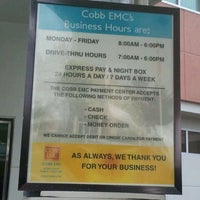 Cobb EMC's
Business Hours are:
MONDAY - FRIDAY 8:00AM - 6:00PM
DRIVE-THRU HOURS 7:00AM - 6:00PM
EXPRESS PAY & NIGHT BOX
24 HOURS A DAY / 7 DAYS A WEEK
THE COBB EMC PAYMENT CENTER ACCEPTS
THE FOLLOWING METHODS OF PAYMENT:
- CASH
- CHECK
- MONEY ORDER
WE CANNOT ACCEPT DEBIT OR CREDIT CARDS FOR PAYMENT
COBB EMC
AS ALWAYS, WE THANK YOU
FOR YOUR BUSINESS!